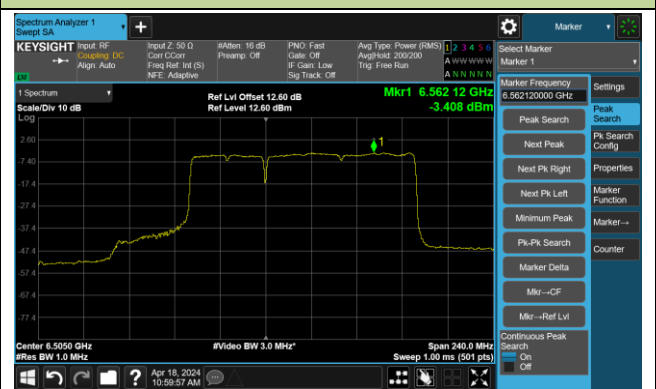 Spectrum Analyzer 1
Swept SA
Marker
KEYSIGHT Input: RF Input Z: 50 Ω #Atten: 16 dB PNO: Fast Avg Type: Power (RMS) 1 2 3 4 5 6
Coupling: DC Corr CCorr Preamp: Off Gate: Off Avg|Hold: 200/200
Align: Auto Freq Ref: Int (S) IF Gain: Low Trig: Free Run A W W W W W
NFE: Adaptive Sig Track: Off A N N N N N
Select Marker
Marker 1
1 Spectrum
Scale/Div 10 dB
Log
Ref Lvl Offset 12.60 dB
Ref Level 12.60 dBm
Mkr1 6.562 12 GHz
-3.408 dBm
1
2.60
-7.40
-17.4
-27.4
-37.4
-47.4
-57.4
-67.4
-77.4
Center 6.5050 GHz
#Res BW 1.0 MHz
#Video BW 3.0 MHz*
Span 240.0 MHz
Sweep 1.00 ms (501 pts)
Marker Frequency
6.562120000 GHz
Peak Search
Next Peak
Next Pk Right
Next Pk Left
Minimum Peak
Pk-Pk Search
Marker Delta
Mkr→CF
Mkr→Ref Lvl
Continuous Peak
Search
On
Off
Settings
Peak
Search
Pk Search
Config
Properties
Marker
Function
Marker→
Counter
?
Apr 18, 2024
10:59:57 AM